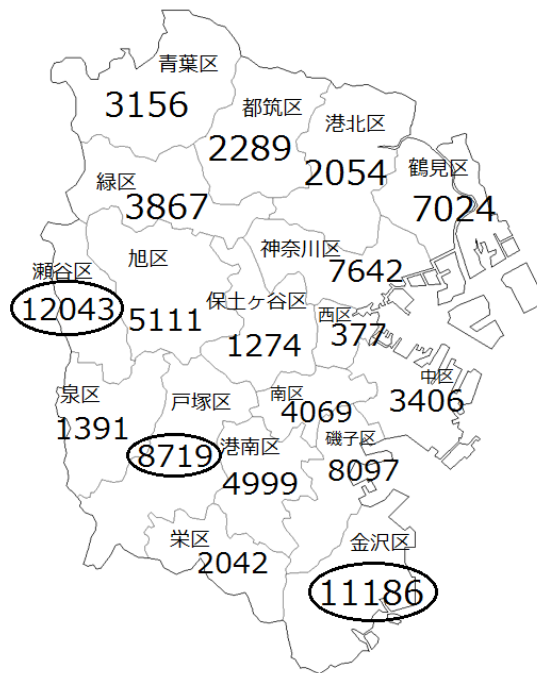 青葉区
3156
都筑区
2289
港北区
2054
鶴見区
7024
緑区
3867
神奈川区
7642
瀬谷区
12043
旭区
5111
保土ヶ谷区
1274
西区
377
中区
3406
泉区
1391
戸塚区
8719
南区
4069
港南区
4999
磯子区
8097
栄区
2042
金沢区
11186